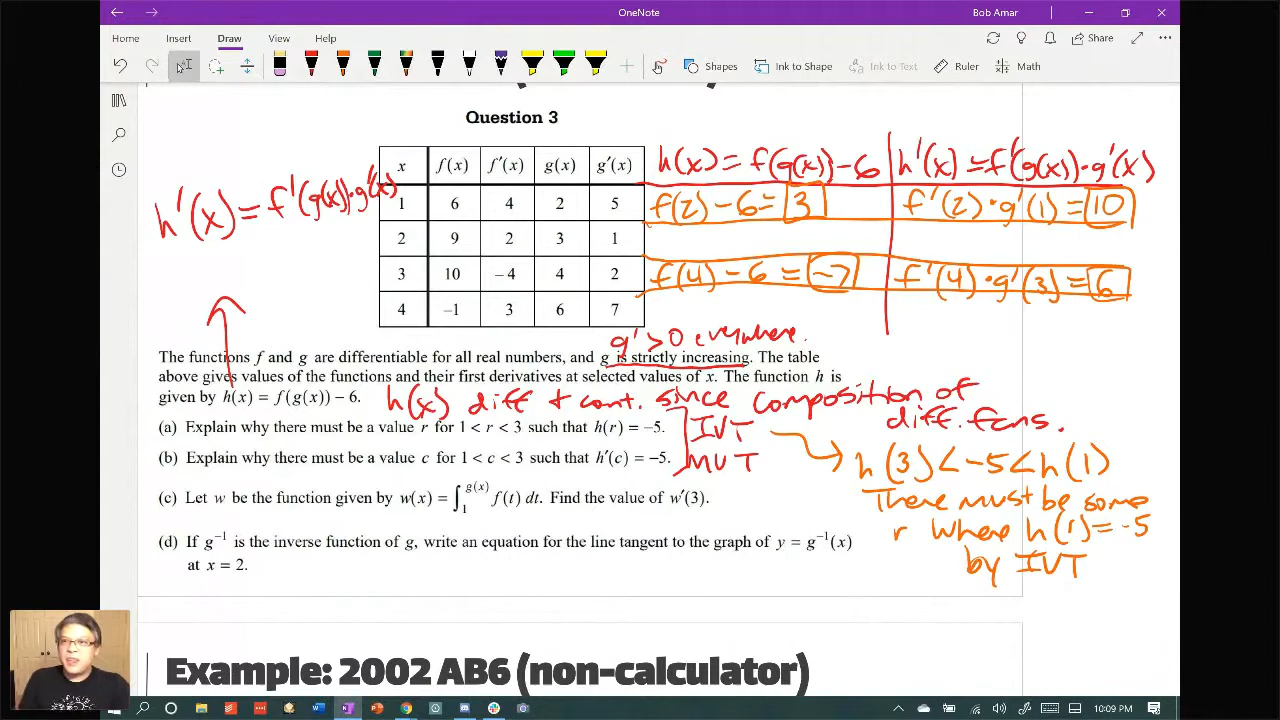 OneNote
Bob Amar
Home Insert Draw View Help
Share
Shapes Ink to Shape Ink to Text Ruler Math
Question 3
x f(x) f′(x) g(x) g′(x)
1 6 4 2 5
2 9 2 3 1
3 10 −4 4 2
4 −1 3 6 7
h(x) = f(g(x)) − 6 h'(x) = f'(g(x)) · g'(x)
f(2) − 6 = 3 f'(2) · g'(1) = 10
f(4) − 6 = −7 f'(4) · g'(3) = 6
h'(x) = f'(g(x)) · g'(x)
g' > 0 everywhere.
The functions f and g are differentiable for all real numbers, and g is strictly increasing. The table
above gives values of the functions and their first derivatives at selected values of x. The function h is
given by h(x) = f(g(x)) − 6.
h(x) diff + cont. since composition of
diff. fcns.
(a) Explain why there must be a value r for 1 < r < 3 such that h(r) = −5.
IVT
(b) Explain why there must be a value c for 1 < c < 3 such that h′(c) = −5.
MVT
h(3) < −5 < h(1)
There must be some
r where h(1) = −5
by IVT
(c) Let w be the function given by w(x) = ∫₁^g(x) f(t) dt. Find the value of w′(3).
(d) If g⁻¹ is the inverse function of g, write an equation for the line tangent to the graph of y = g⁻¹(x)
at x = 2.
Example: 2002 AB6 (non-calculator)
10:09 PM